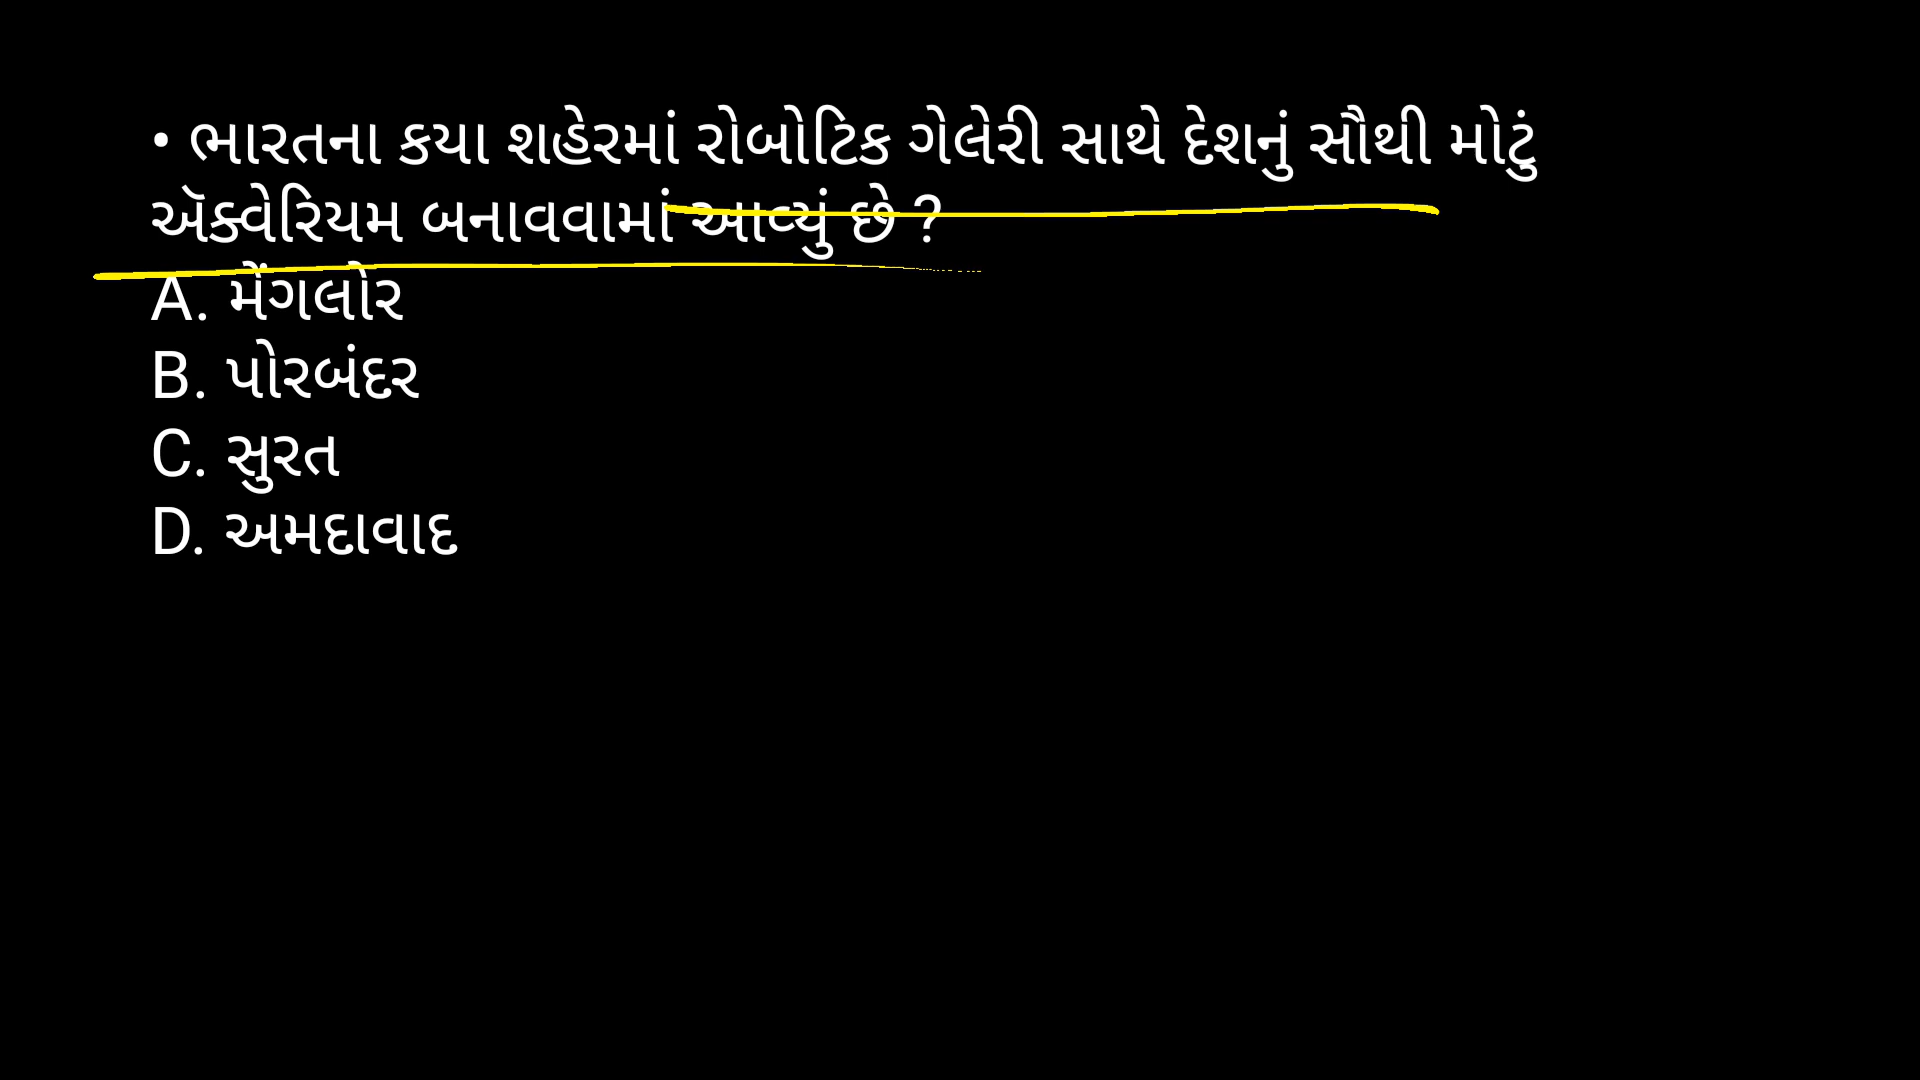 • ભારતના કયા શહેરમાં રોબોટિક ગેલેરી સાથે દેશનું સૌથી મોટું
ઍક્વેરિયમ બનાવવામાં આવ્યું છે ?
A. મેંગલોર
B. પોરબંદર
C. સુરત
D. અમદાવાદ